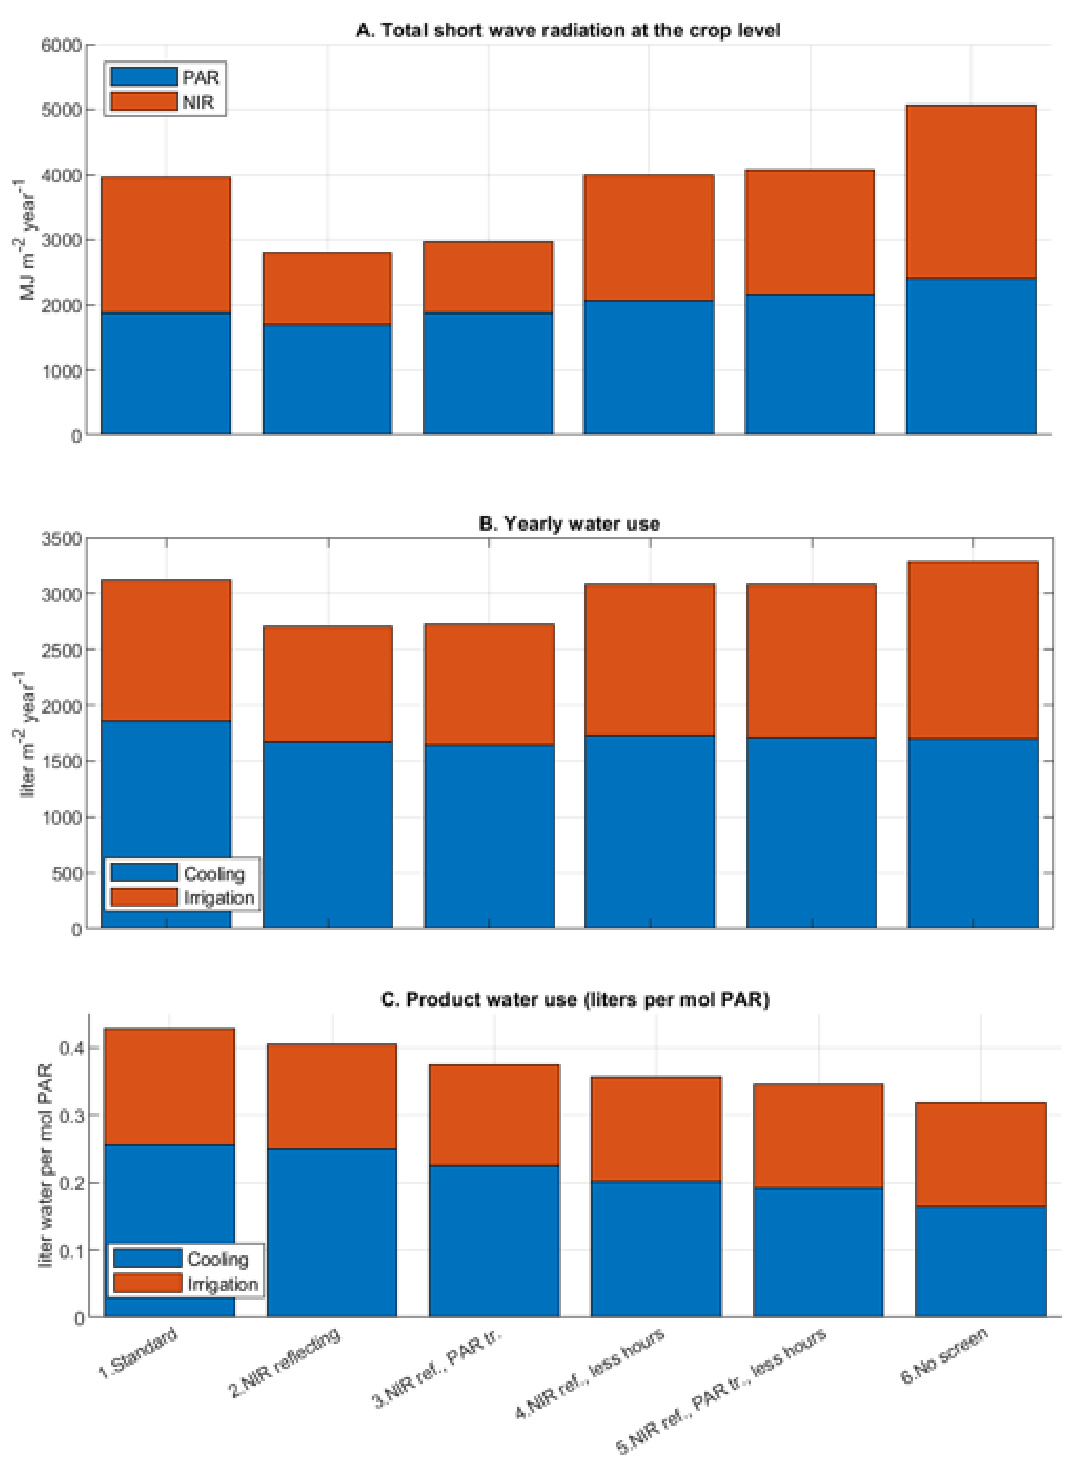 A. Total short wave radiation at the crop level
6000
5000
4000
3000
2000
1000
0
MJ m-2 year-1
PAR
NIR
B. Yearly water use
3500
3000
2500
2000
1500
1000
500
0
liter m-2 year-1
Cooling
Irrigation
C. Product water use (liters per mol PAR)
0.4
0.3
0.2
0.1
0
liter water per mol PAR
Cooling
Irrigation
1.Standard
2.NIR reflecting
3.NIR ref., PAR tr.
4.NIR ref., less hours
5.NIR ref., PAR tr., less hours
6.No screen